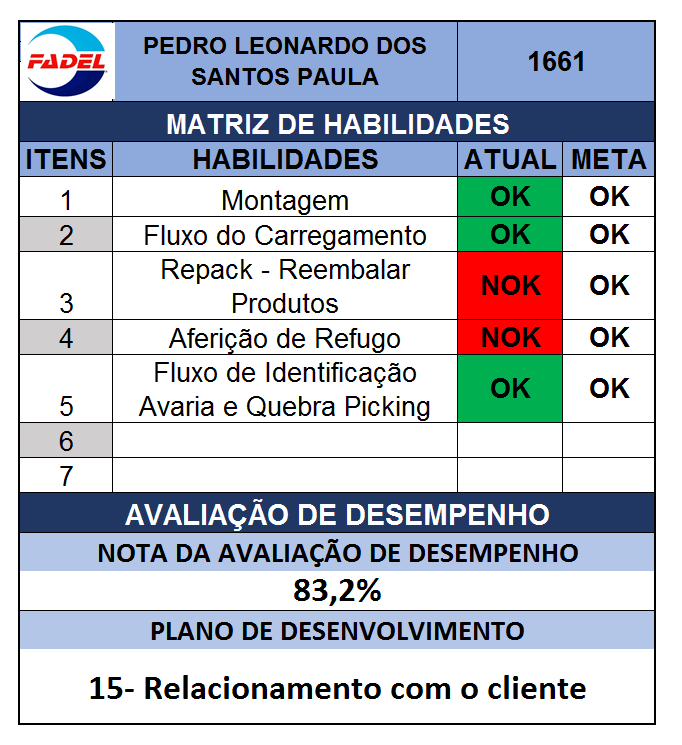 FADEL
PEDRO LEONARDO DOS
SANTOS PAULA
1661
MATRIZ DE HABILIDADES
ITENS HABILIDADES ATUAL META
1 Montagem OK OK
2 Fluxo do Carregamento OK OK
Repack - Reembalar
3 Produtos NOK OK
4 Aferição de Refugo NOK OK
Fluxo de Identificação
5 Avaria e Quebra Picking OK OK
6
7
AVALIAÇÃO DE DESEMPENHO
NOTA DA AVALIAÇÃO DE DESEMPENHO
83,2%
PLANO DE DESENVOLVIMENTO
15- Relacionamento com o cliente